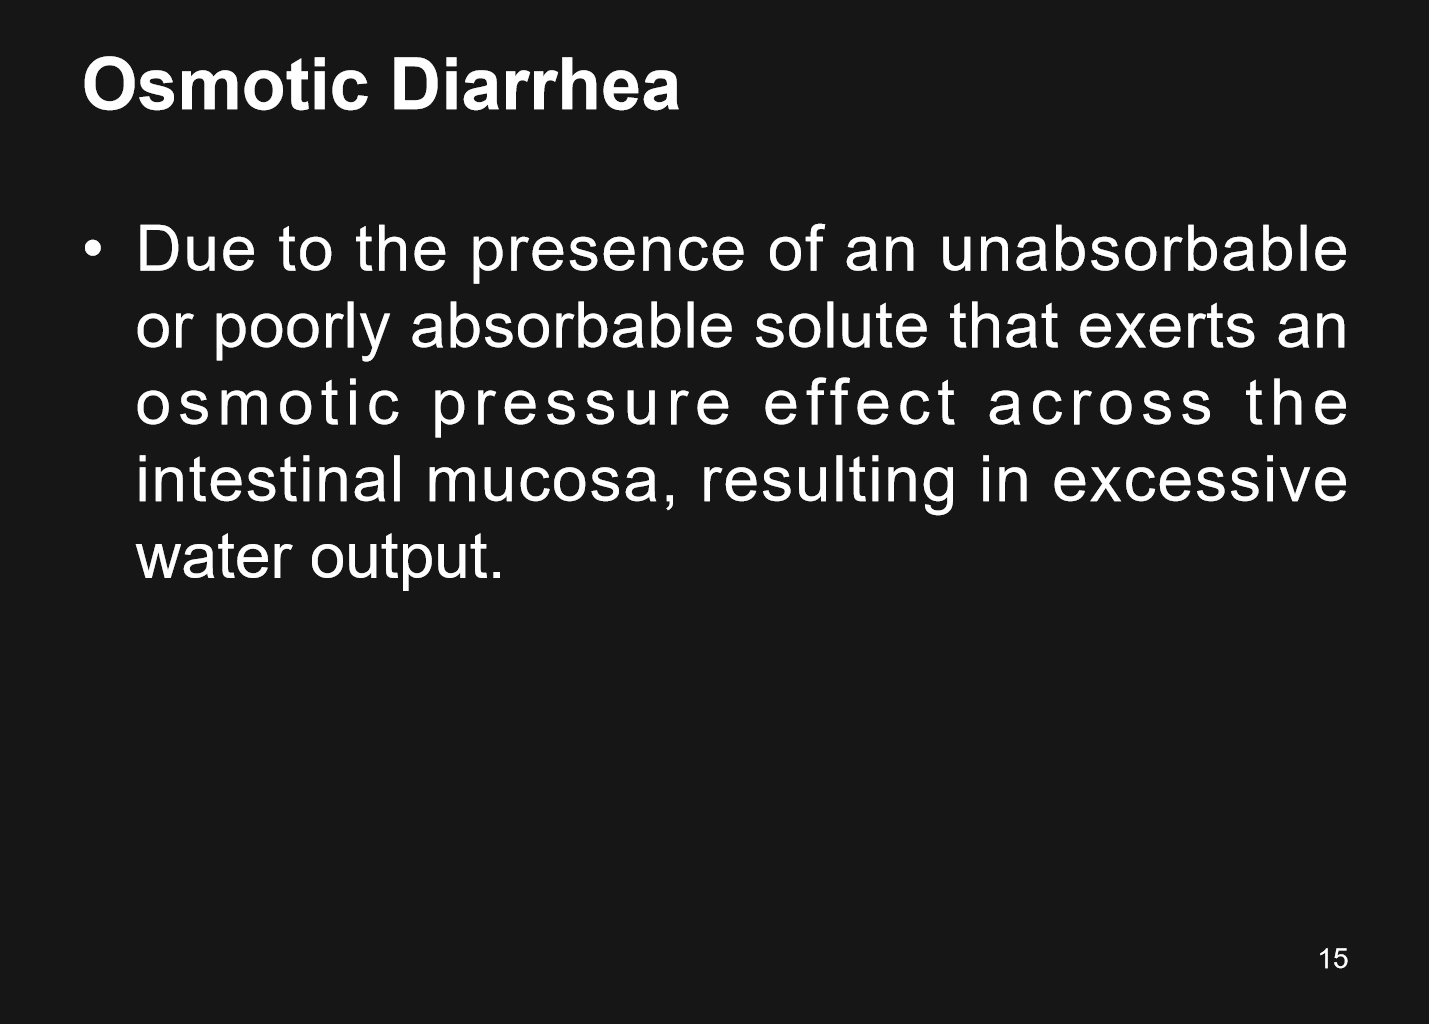 Osmotic Diarrhea
• Due to the presence of an unabsorbable
or poorly absorbable solute that exerts an
osmotic pressure effect across the
intestinal mucosa, resulting in excessive
water output.
15